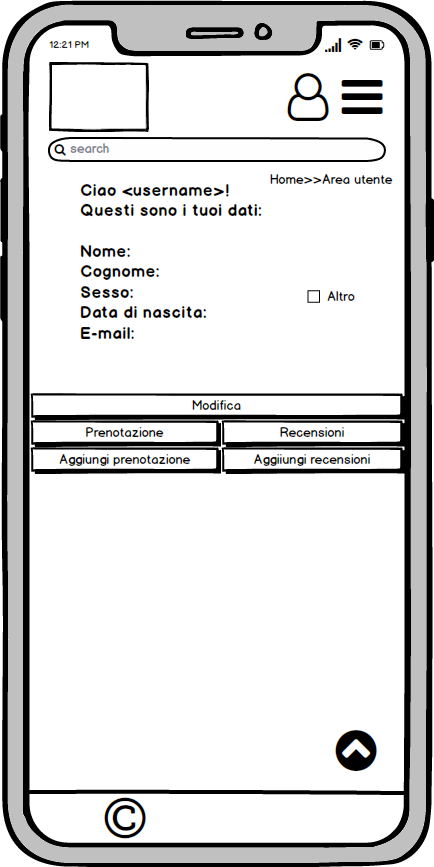 12:21 PM
search
Home>>Area utente
Ciao <username>!
Questi sono i tuoi dati:
Nome:
Cognome:
Sesso:
Altro
Data di nascita:
E-mail:
Modifica
Prenotazione
Recensioni
Aggiungi prenotazione
Aggiiungi recensioni
©